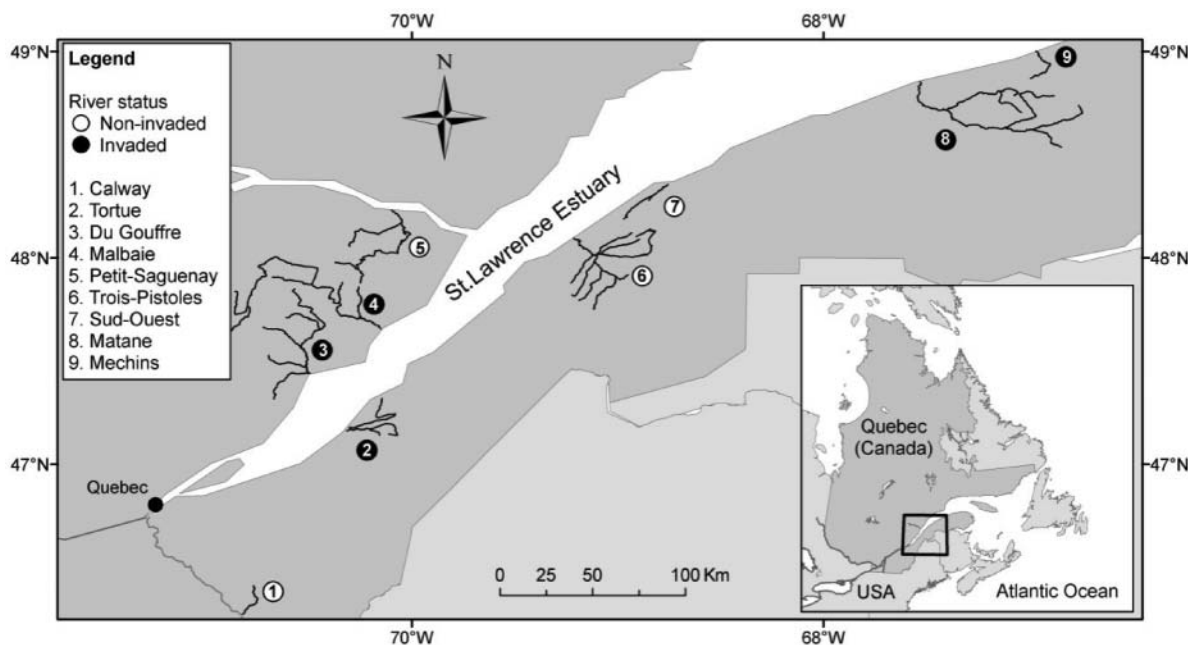 70°W
68°W
49°N
49°N
Legend
River status
Non-invaded
Invaded
1. Calway
2. Tortue
3. Du Gouffre
4. Malbaie
5. Petit-Saguenay
6. Trois-Pistoles
7. Sud-Ouest
8. Matane
9. Mechins
N
9
8
St.Lawrence Estuary
7
5
48°N
6
4
3
2
47°N
Quebec
1
0 25 50 100 Km
48°N
Quebec
(Canada)
47°N
USA
Atlantic Ocean
70°W
68°W